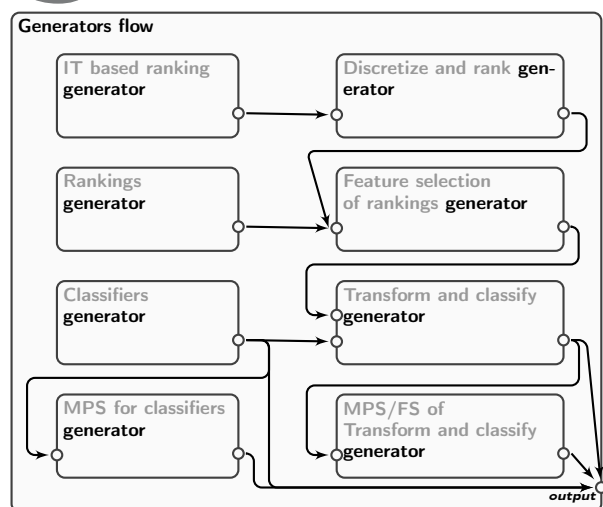 Generators flow
IT based ranking
generator
Discretize and rank gen-
erator
Rankings
generator
Feature selection
of rankings generator
Classifiers
generator
Transform and classify
generator
MPS for classifiers
generator
MPS/FS of
Transform and classify
generator
output